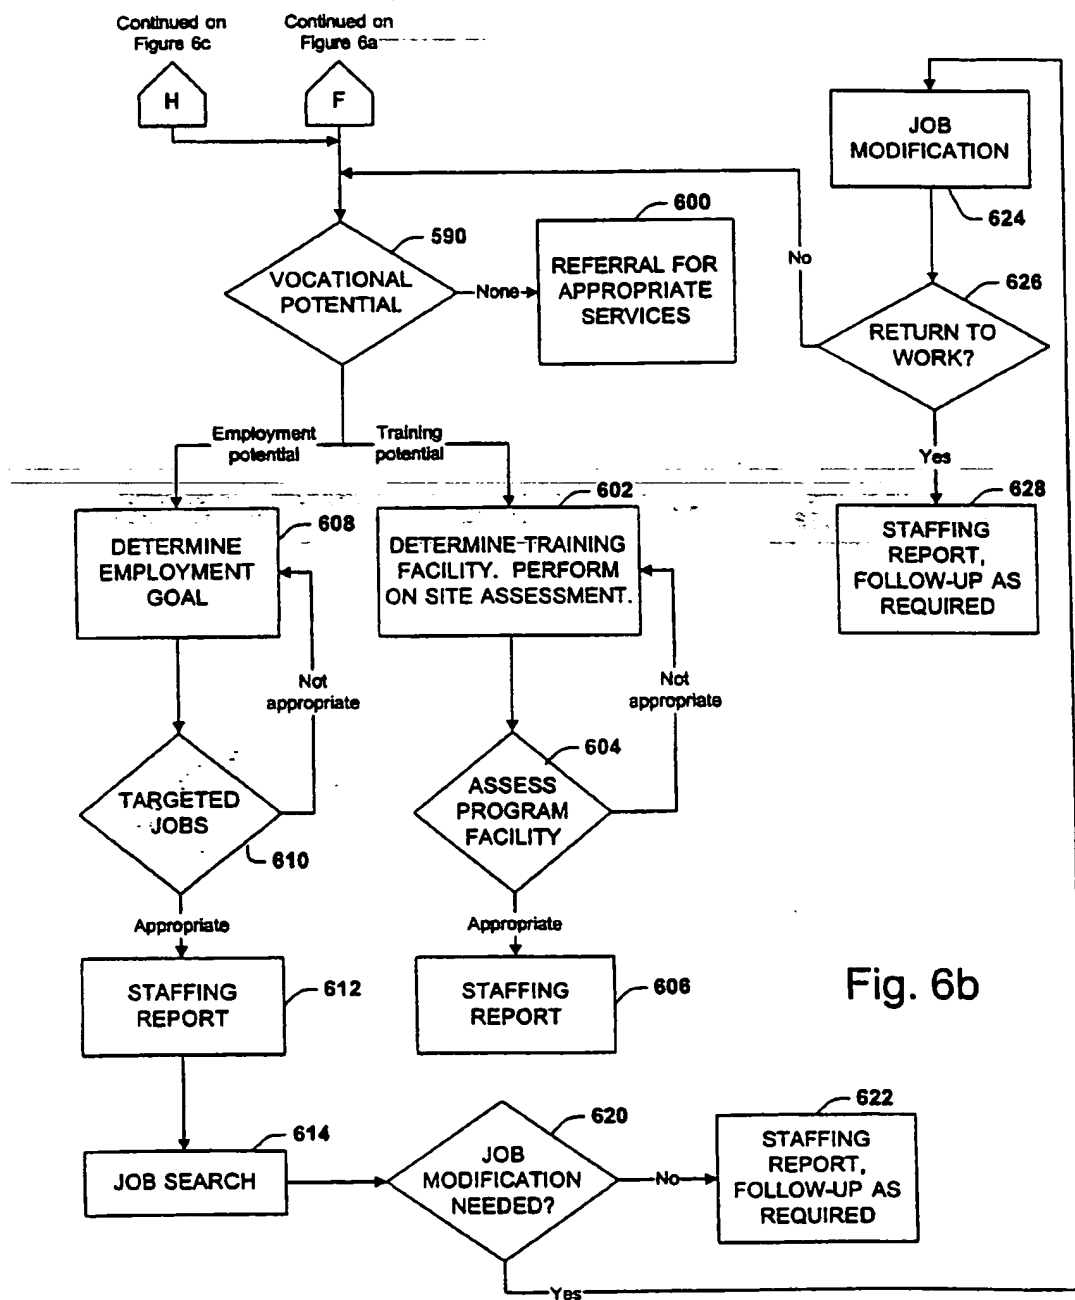 Continued on
Figure 6c
Continued on
Figure 6a
H
F
JOB
MODIFICATION
624
600
590
VOCATIONAL
POTENTIAL
None
REFERRAL FOR
APPROPRIATE
SERVICES
No
626
RETURN TO
WORK?
Yes
Employment
potential
Training
potential
608
DETERMINE
EMPLOYMENT
GOAL
602
DETERMINE-TRAINING
FACILITY. PERFORM
ON SITE ASSESSMENT.
628
STAFFING
REPORT,
FOLLOW-UP AS
REQUIRED
Not
appropriate
Not
appropriate
604
TARGETED
JOBS
610
ASSESS
PROGRAM
FACILITY
Appropriate
Appropriate
STAFFING
REPORT
612
STAFFING
REPORT
606
Fig. 6b
614
JOB SEARCH
620
JOB
MODIFICATION
NEEDED?
No
622
STAFFING
REPORT,
FOLLOW-UP AS
REQUIRED
Yes